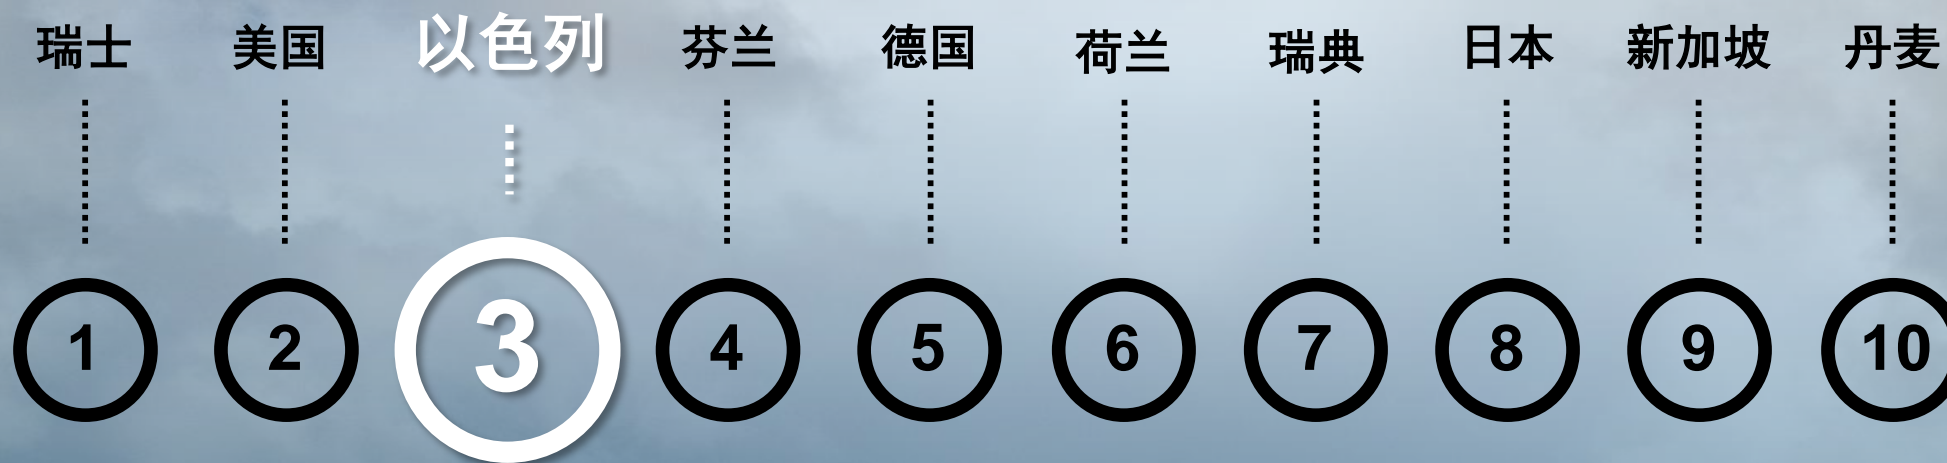 瑞士 美国 以色列 芬兰 德国 荷兰 瑞典 日本 新加坡 丹麦
1 2 3 4 5 6 7 8 9 10